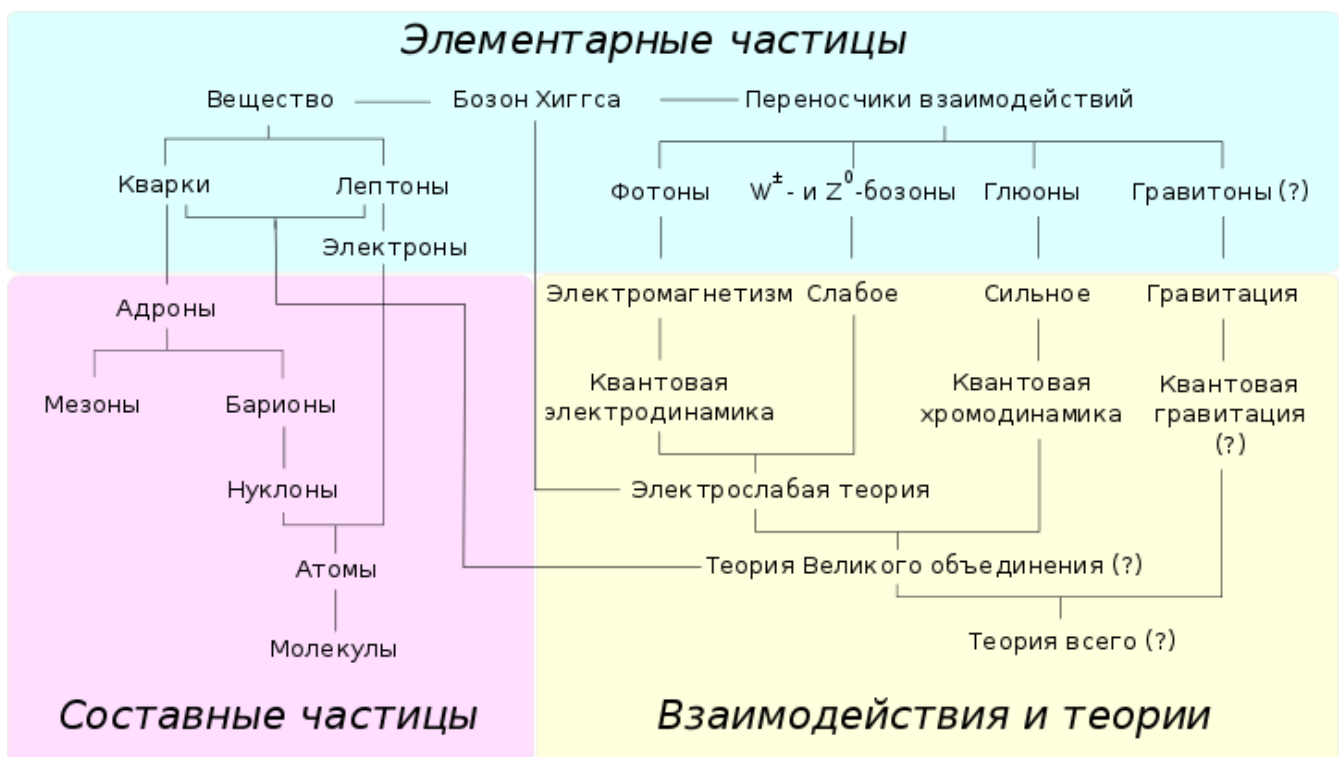 Элементарные частицы
Вещество Бозон Хиггса Переносчики взаимодействий
Кварки Лептоны Фотоны W±- и Z⁰-бозоны Глюоны Гравитоны (?)
Электроны
Адроны Электромагнетизм Слабое Сильное Гравитация
Мезоны Барионы
Квантовая
электродинамика
Квантовая
хромодинамика
Квантовая
гравитация
(?)
Нуклоны Электрослабая теория
Атомы Теория Великого объединения (?)
Молекулы Теория всего (?)
Составные частицы Взаимодействия и теории